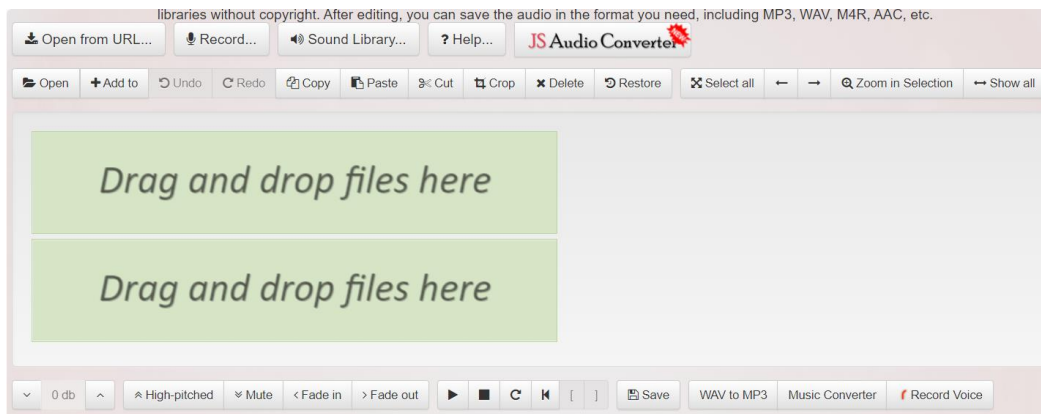 libraries without copyright. After editing, you can save the audio in the format you need, including MP3, WAV, M4R, AAC, etc.
Open from URL... Record... Sound Library... ? Help... JS Audio Converter
Open Add to Undo Redo Copy Paste Cut Crop Delete Restore Select all ← → Zoom in Selection Show all
Drag and drop files here
Drag and drop files here
0 db High-pitched Mute Fade in Fade out [ ] Save WAV to MP3 Music Converter Record Voice